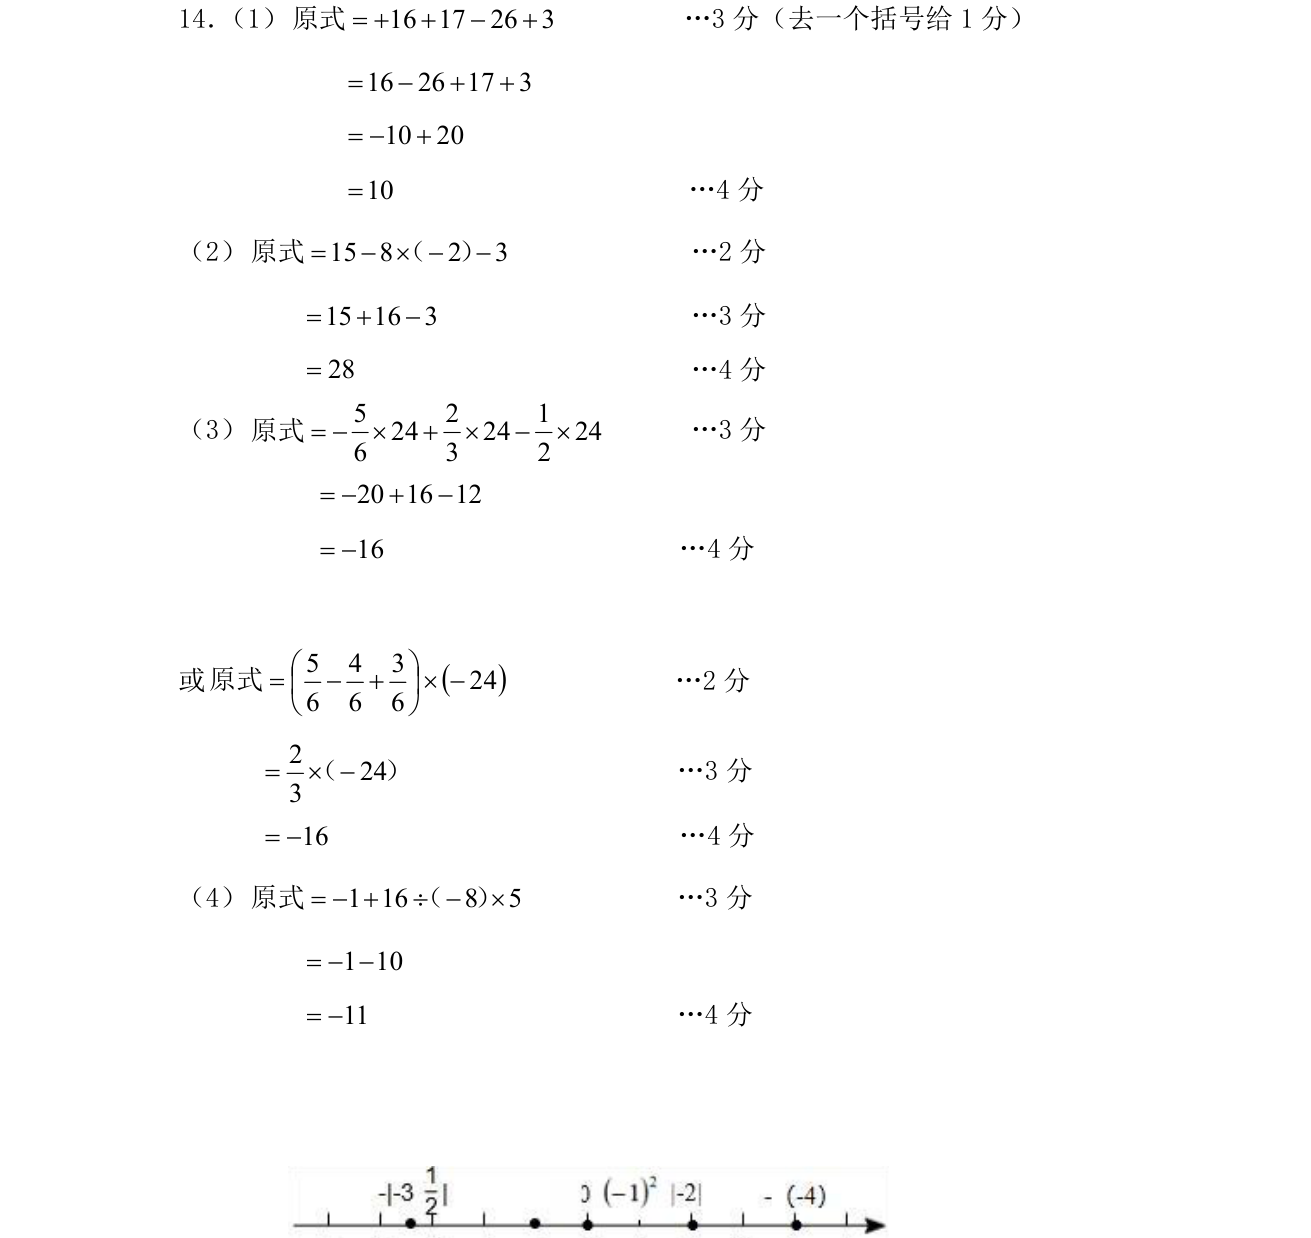 14.（1）原式＝+16+17−26+3 …3 分（去一个括号给 1 分）
=16−26+17+3
=−10+20
=10 …4 分
（2）原式=15−8×(−2)−3 …2 分
=15+16−3 …3 分
=28 …4 分
（3）原式=−5/6×24+2/3×24−1/2×24 …3 分
=−20+16−12
=−16 …4 分
或原式=(5/6−4/6+3/6)×(−24) …2 分
=2/3×(−24) …3 分
=−16 …4 分
（4）原式=−1+16÷(−8)×5 …3 分
=−1−10
=−11 …4 分
-|-3 1/2| 0 (−1)² |-2| - (-4)